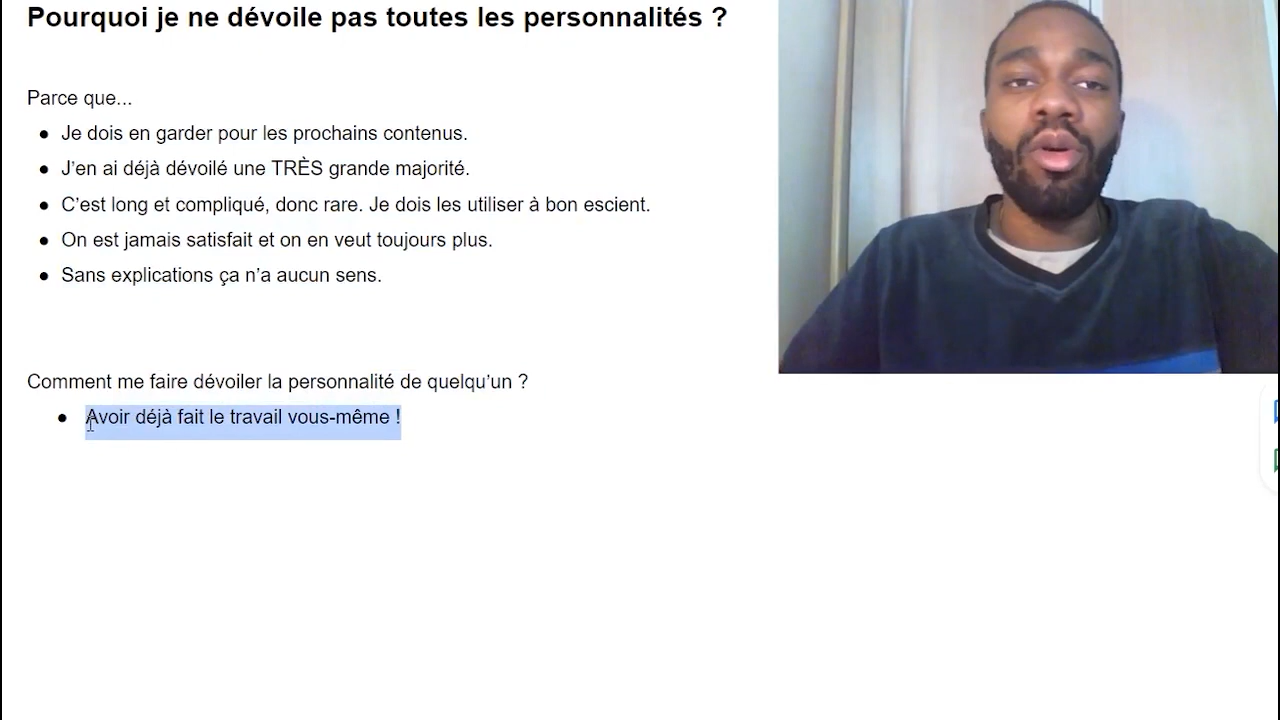 Pourquoi je ne dévoile pas toutes les personnalités ?
Parce que...
● Je dois en garder pour les prochains contenus.
● J’en ai déjà dévoilé une TRÈS grande majorité.
● C’est long et compliqué, donc rare. Je dois les utiliser à bon escient.
● On est jamais satisfait et on en veut toujours plus.
● Sans explications ça n’a aucun sens.
Comment me faire dévoiler la personnalité de quelqu’un ?
● Avoir déjà fait le travail vous-même !